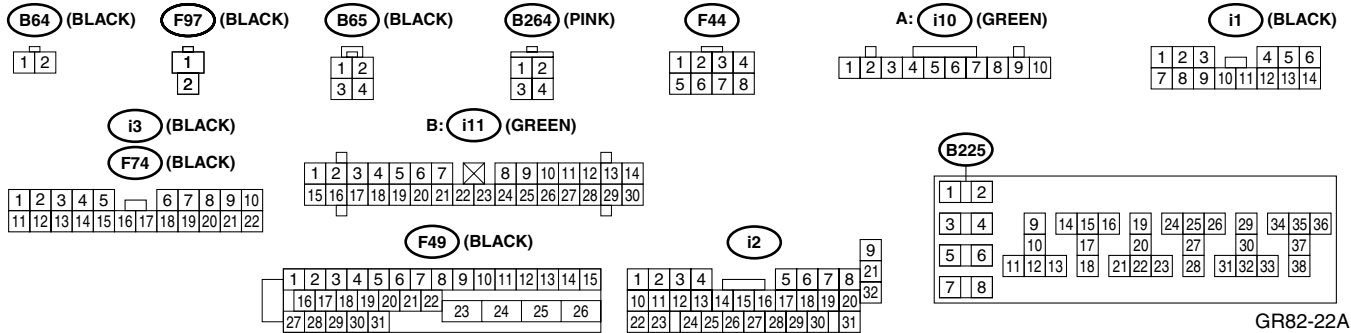 B64 (BLACK)
F97 (BLACK)
B65 (BLACK)
B264 (PINK)
F44
A: i10 (GREEN)
i1 (BLACK)
1 2
1
2
1 2
3 4
1 2
3 4
1 2 3 4
5 6 7 8
1 2 3 4 5 6 7 8 9 10
1 2 3 4 5 6
7 8 9 10 11 12 13 14
i3 (BLACK)
F74 (BLACK)
1 2 3 4 5 6 7 8 9 10
11 12 13 14 15 16 17 18 19 20 21 22
B: i11 (GREEN)
1 2 3 4 5 6 7 8 9 10 11 12 13 14
15 16 17 18 19 20 21 22 23 24 25 26 27 28 29 30
B225
1 2
3 4
5 6
7 8
9 14 15 16 19 24 25 26 29 34 35 36
10 17 20 27 30 37
11 12 13 18 21 22 23 28 31 32 33 38
F49 (BLACK)
1 2 3 4 5 6 7 8 9 10 11 12 13 14 15
16 17 18 19 20 21 22 23 24 25 26
27 28 29 30 31
i2
1 2 3 4 5 6 7 8 9
10 11 12 13 14 15 16 17 18 19 20 21
22 23 24 25 26 27 28 29 30 31 32
GR82-22A